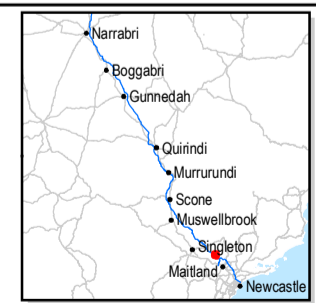 Narrabri
Boggabri
Gunnedah
Quirindi
Murrurundi
Scone
Muswellbrook
Singleton
Maitland
Newcastle